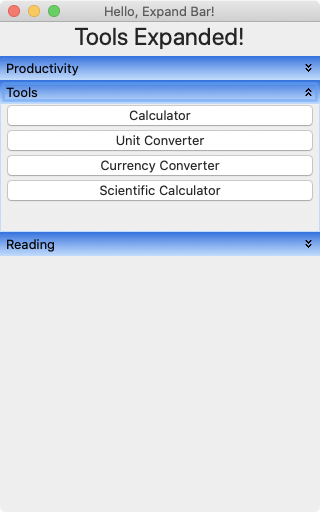 Hello, Expand Bar!
Tools Expanded!
Productivity
Tools
Calculator
Unit Converter
Currency Converter
Scientific Calculator
Reading